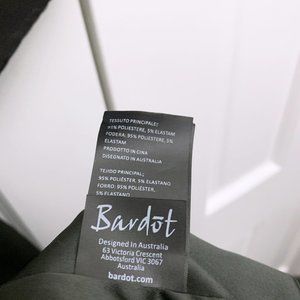 TESSUTO PRINCIPALE:
95% POLIESTERE, 5% ELASTAM
FODERA: 95% POLIESTERE, 5%
ELASTAM
PRODOTTO IN CINA
DISEGNATO IN AUSTRALIA
TEJIDO PRINCIPAL:
95% POLIÉSTER, 5% ELASTANO
FORRO: 95% POLIÉSTER,
5% ELASTANO
Bardot
Designed In Australia
63 Victoria Crescent
Abbotsford VIC 3067
Australia
bardot.com